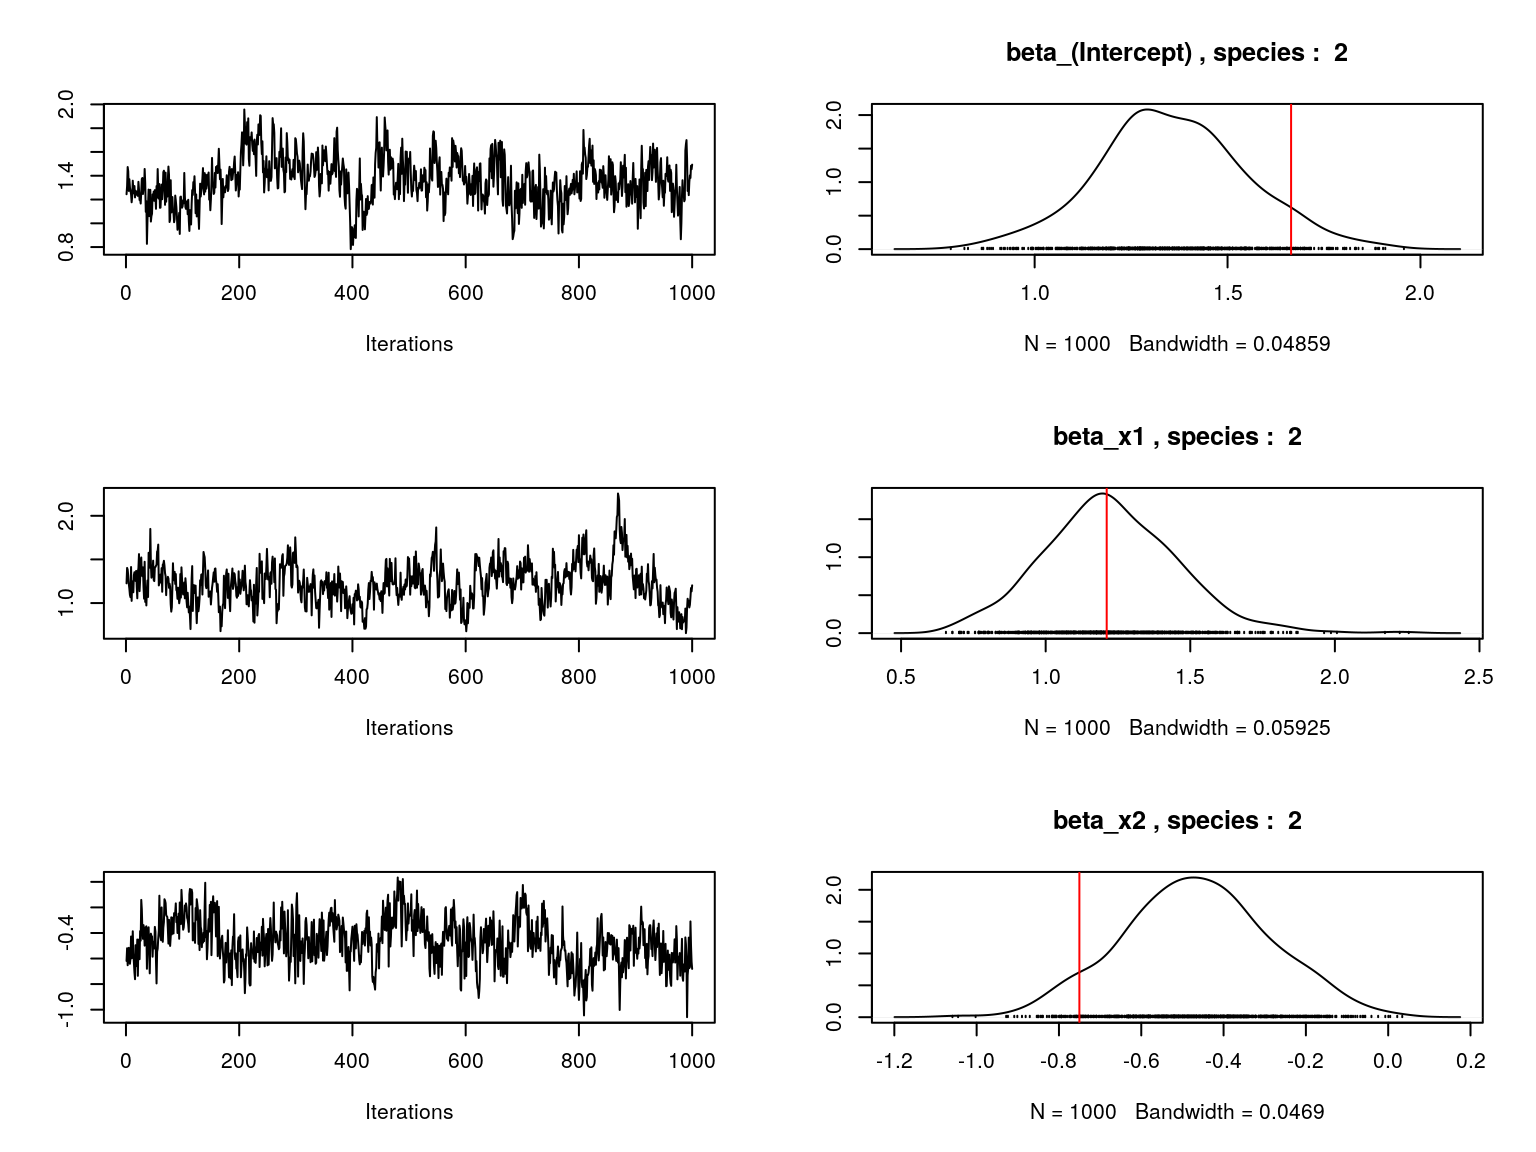 beta_(Intercept) , species :  2
2.0
1.4
0.8
0 200 400 600 800 1000
Iterations
2.0
1.0
0.0
1.0 1.5 2.0
N = 1000   Bandwidth = 0.04859
beta_x1 , species :  2
2.0
1.0
0 200 400 600 800 1000
Iterations
1.0
0.0
0.5 1.0 1.5 2.0 2.5
N = 1000   Bandwidth = 0.05925
beta_x2 , species :  2
-0.4
-1.0
0 200 400 600 800 1000
Iterations
2.0
1.0
0.0
-1.2 -1.0 -0.8 -0.6 -0.4 -0.2 0.0 0.2
N = 1000   Bandwidth = 0.0469